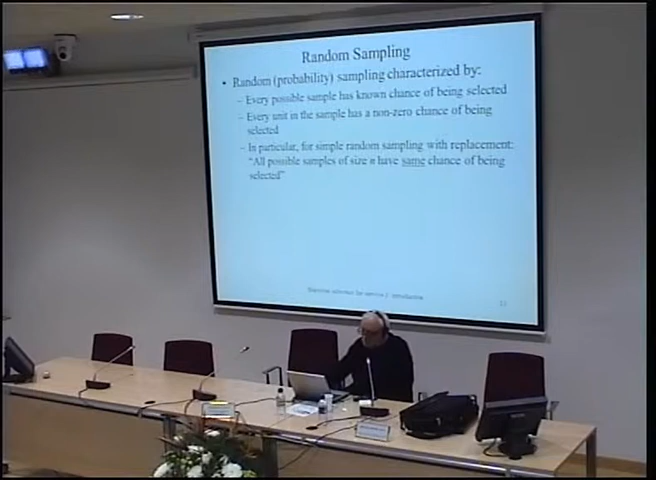 Random Sampling
• Random (probability) sampling characterized by:
– Every possible sample has known chance of being selected
– Every unit in the sample has a non-zero chance of being
selected
– In particular, for simple random sampling with replacement:
"All possible samples of size n have same chance of being
selected"